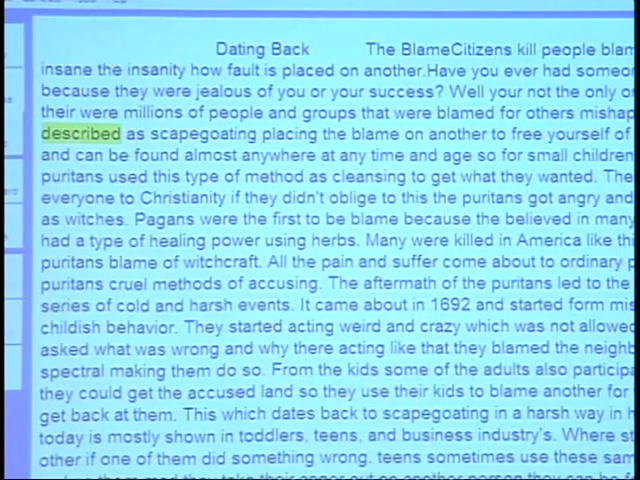 Dating Back The BlameCitizens kill people blam
insane the insanity how fault is placed on another.Have you ever had someo
because they were jealous of you or your success? Well your not the only o
their were millions of people and groups that were blamed for others mishap
described as scapegoating placing the blame on another to free yourself of
and can be found almost anywhere at any time and age so for small children
puritans used this type of method as cleansing to get what they wanted. The
everyone to Christianity if they didn't oblige to this the puritans got angry and
as witches. Pagans were the first to be blame because the believed in many
had a type of healing power using herbs. Many were killed in America like th
puritans blame of witchcraft. All the pain and suffer come about to ordinary p
puritans cruel methods of accusing. The aftermath of the puritans led to the
series of cold and harsh events. It came about in 1692 and started form mis
childish behavior. They started acting weird and crazy which was not allowed
asked what was wrong and why there acting like that they blamed the neighb
spectral making them do so. From the kids some of the adults also participa
they could get the accused land so they use their kids to blame another for
get back at them. This which dates back to scapegoating in a harsh way in h
today is mostly shown in toddlers, teens, and business industry's. Where st
other if one of them did something wrong. teens sometimes use these sam